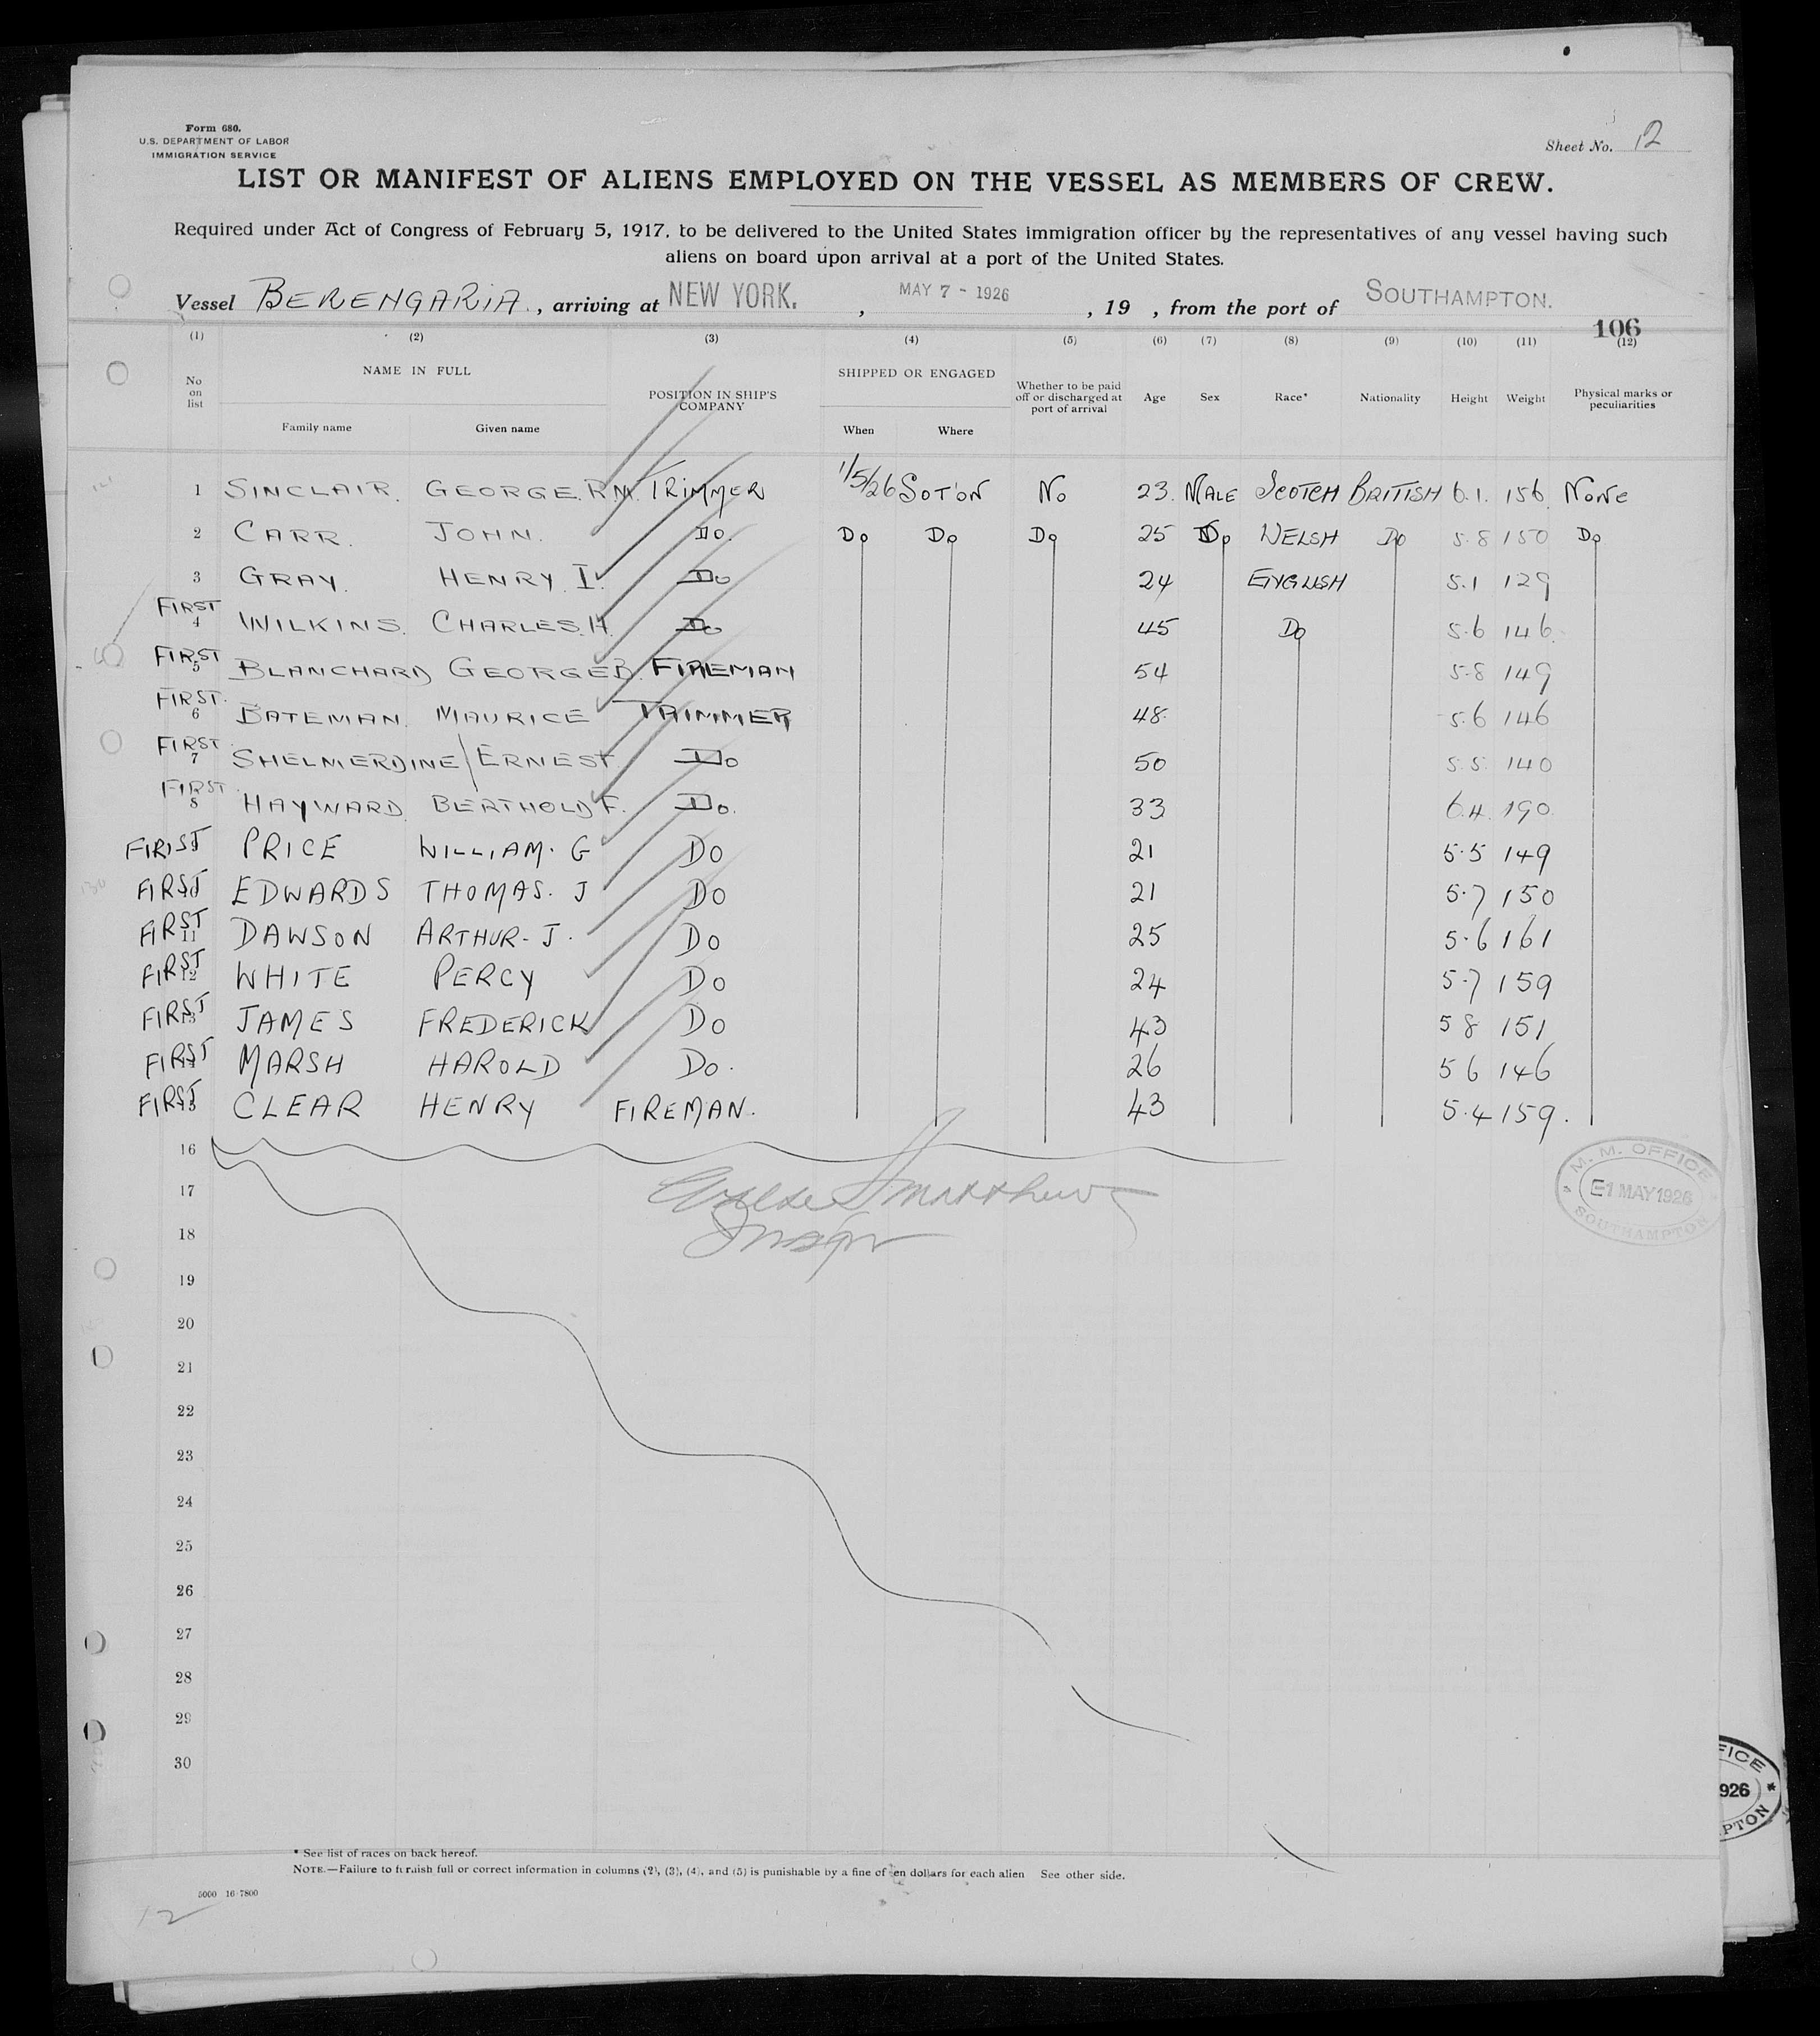 Form 680.
U.S. DEPARTMENT OF LABOR
IMMIGRATION SERVICE
Sheet No. 12
LIST OR MANIFEST OF ALIENS EMPLOYED ON THE VESSEL AS MEMBERS OF CREW.
Required under Act of Congress of February 5, 1917, to be delivered to the United States immigration officer by the representatives of any vessel having such
aliens on board upon arrival at a port of the United States.
Vessel BERENGARIA, arriving at NEW YORK. , MAY 7 - 1926 , 19 , from the port of SOUTHAMPTON.
106
(1) (2) (3) (4) (5) (6) (7) (8) (9) (10) (11) (12)
No on list NAME IN FULL Family name Given name POSITION IN SHIP'S COMPANY SHIPPED OR ENGAGED When Where Whether to be paid off or discharged at port of arrival Age Sex Race* Nationality Height Weight Physical marks or peculiarities
1 SINCLAIR. GEORGE. R.M. TRIMMER 1/5/26 SOT'ON NO 23. MALE SCOTCH BRITISH 6.1. 156 NONE
2 CARR. JOHN. DO. DO DO DO 25 DO WELSH DO 5.8 150 DO
3 GRAY. HENRY. I. DO 24 ENGLISH 5.1 129
FIRST 4 WILKINS. CHARLES. H. DO 45 DO 5.6 146.
FIRST 5 BLANCHARD GEORGE B. FIREMAN 54 5.8 149
FIRST. 6 BATEMAN. MAURICE TRIMMER 48. 5.6 146
FIRST. 7 SHELMERDINE / ERNEST. DO 50 5.5. 140
FIRST. 8 HAYWARD. BERTHOLD F. DO. 33 6.4. 190.
FIRST 9 PRICE WILLIAM. G DO 21 5.5 149
FIRST 10 EDWARDS THOMAS. J DO 21 5.7 150
FIRST 11 DAWSON ARTHUR. J. DO 25 5.6 161
FIRST 12 WHITE PERCY DO 24 5.7 159
FIRST 13 JAMES FREDERICK DO 43 5 8 151
FIRST 14 MARSH HAROLD DO. 26 5 6 146
FIRST 15 CLEAR HENRY FIREMAN. 43 5.4 159.
16
17
18
19
20
21
22
23
24
25
26
27
28
29
30
Matthews
M. M. OFFICE
E-1 MAY 1926
SOUTHAMPTON
FICE
926
PTON
* See list of races on back hereof.
NOTE.—Failure to furnish full or correct information in columns (2), (3), (4), and (5) is punishable by a fine of ten dollars for each alien See other side.
5000 16-7800
12